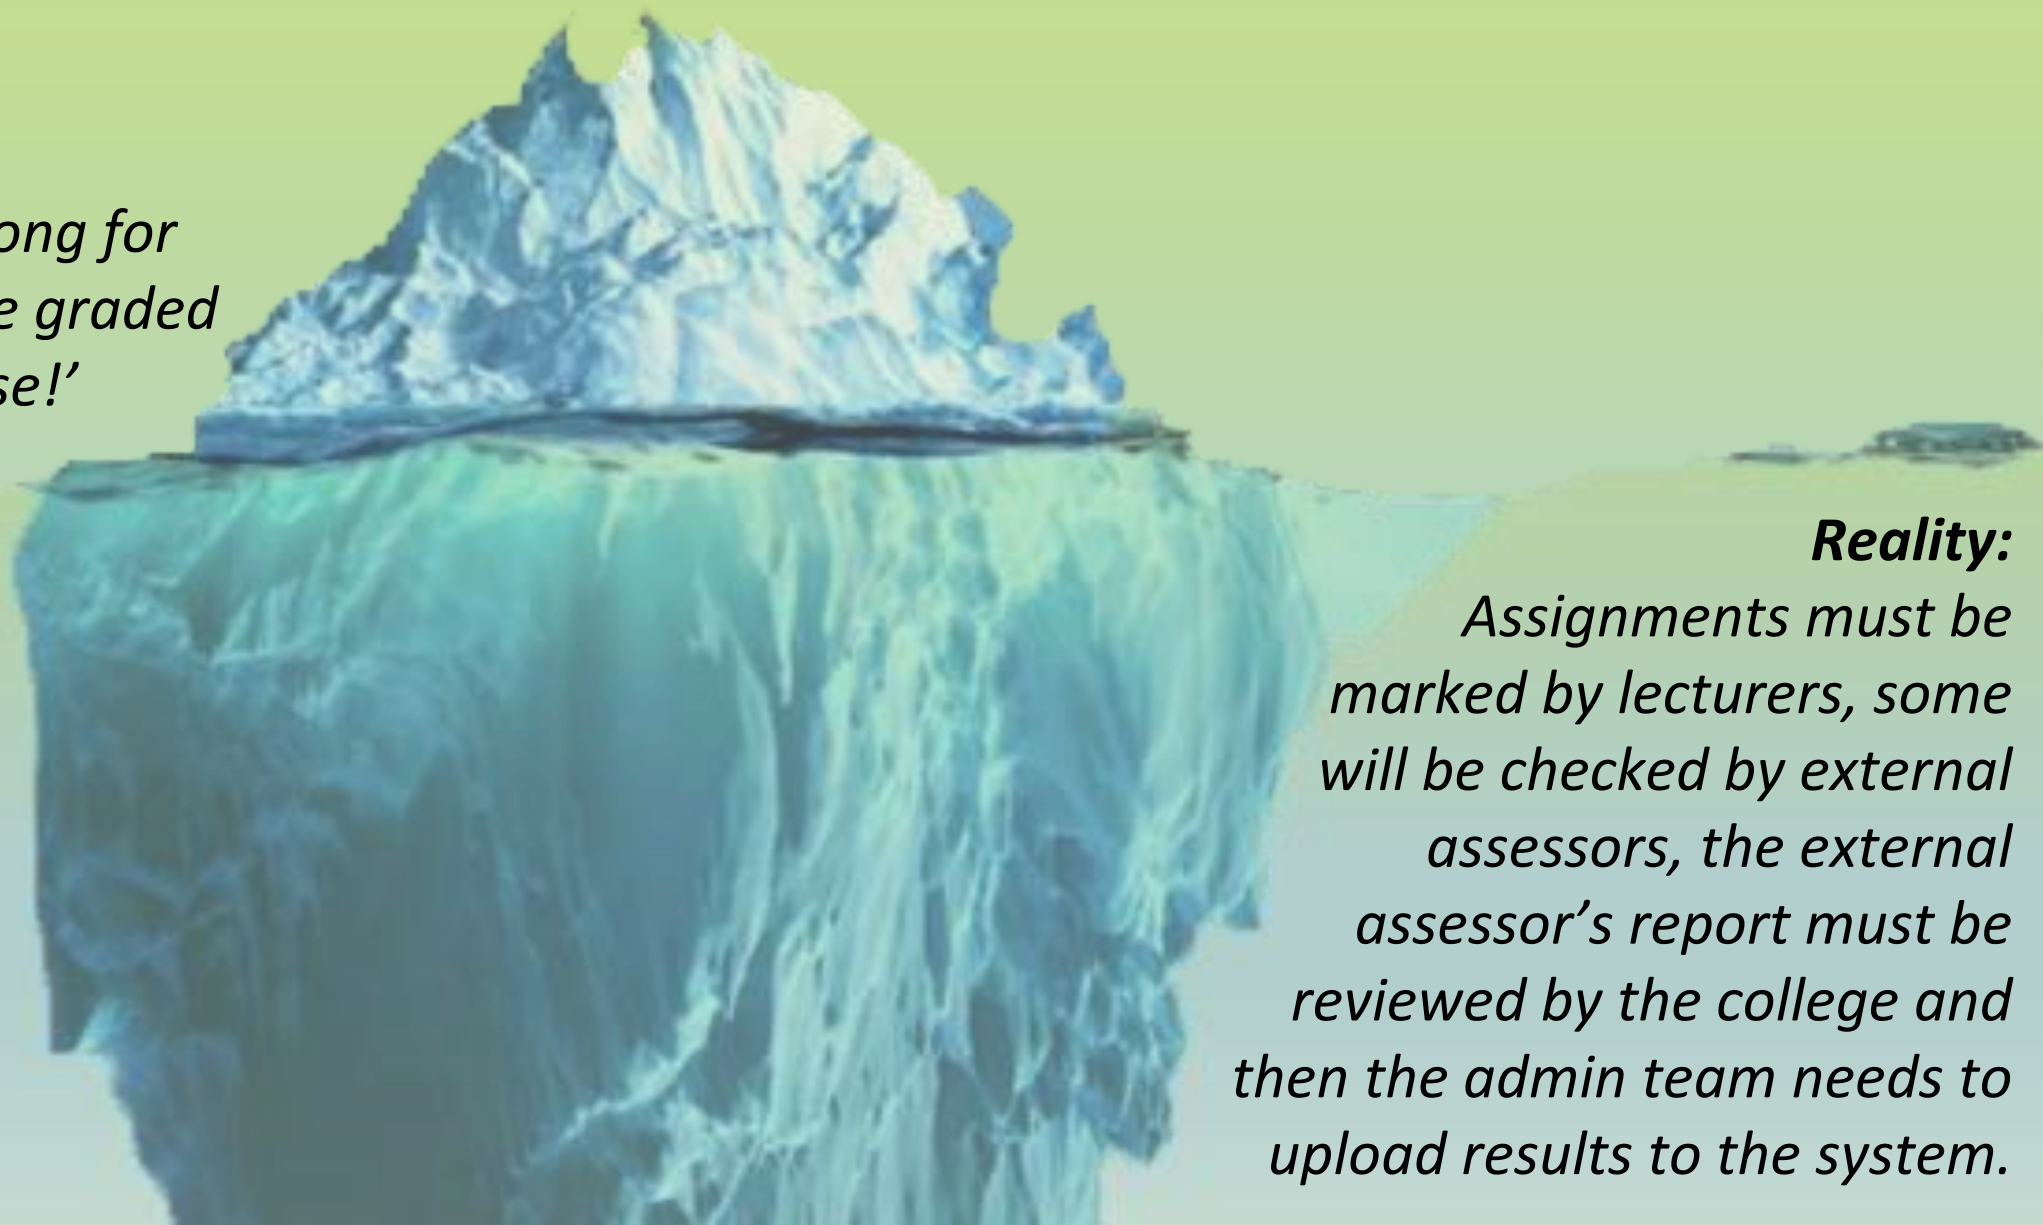 ong for
e graded
se!’
Reality:
Assignments must be
marked by lecturers, some
will be checked by external
assessors, the external
assessor’s report must be
reviewed by the college and
then the admin team needs to
upload results to the system.